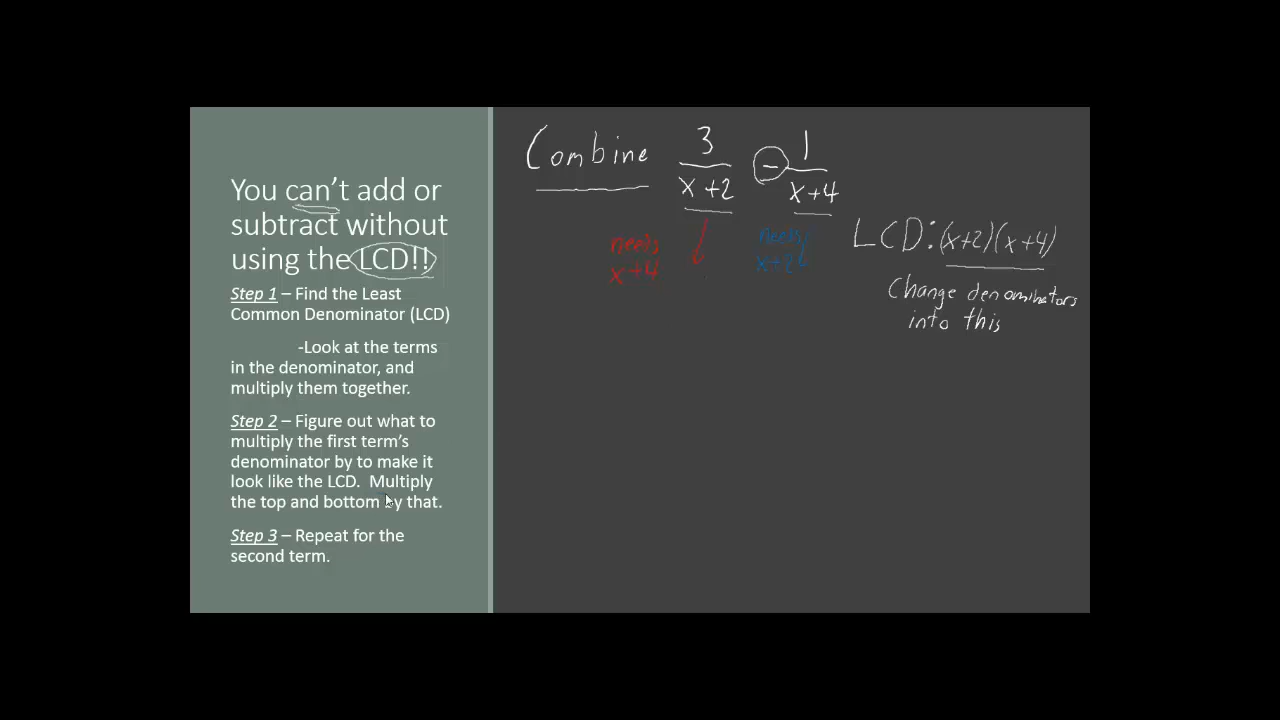 You can't add or
subtract without
using the LCD!!
Step 1 – Find the Least
Common Denominator (LCD)
-Look at the terms
in the denominator, and
multiply them together.
Step 2 – Figure out what to
multiply the first term's
denominator by to make it
look like the LCD.  Multiply
the top and bottom by that.
Step 3 – Repeat for the
second term.
Combine 3/(x+2) - 1/(x+4)
needs
x+4
needs
x+2
LCD: (x+2)(x+4)
Change denominators
into this